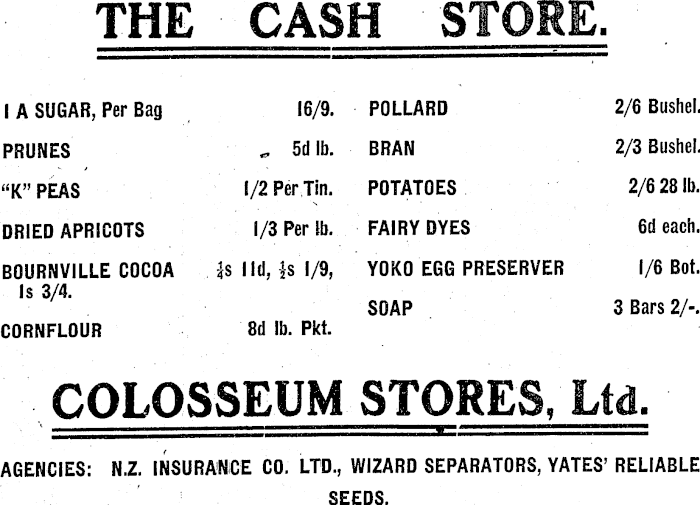 THE CASH STORE.
1 A SUGAR, Per Bag 16/9.
PRUNES 5d lb.
“K” PEAS 1/2 Per Tin.
DRIED APRICOTS 1/3 Per lb.
BOURNVILLE COCOA ¼s 11d, ½s 1/9,
1s 3/4.
CORNFLOUR 8d lb. Pkt.
POLLARD 2/6 Bushel.
BRAN 2/3 Bushel.
POTATOES 2/6 28 lb.
FAIRY DYES 6d each.
YOKO EGG PRESERVER 1/6 Bot.
SOAP 3 Bars 2/-.
COLOSSEUM STORES, Ltd.
AGENCIES: N.Z. INSURANCE CO. LTD., WIZARD SEPARATORS, YATES’ RELIABLE
SEEDS.